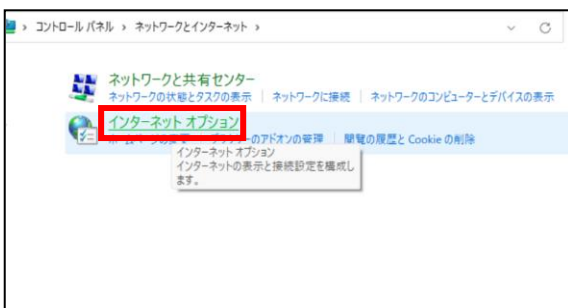 コントロール パネル › ネットワークとインターネット ›
ネットワークと共有センター
ネットワークの状態とタスクの表示 | ネットワークに接続 | ネットワークのコンピューターとデバイスの表示
インターネット オプション
の管理 | 閲覧の履歴と Cookie の削除
インターネット オプション
インターネットの表示と接続設定を構成し
ます。